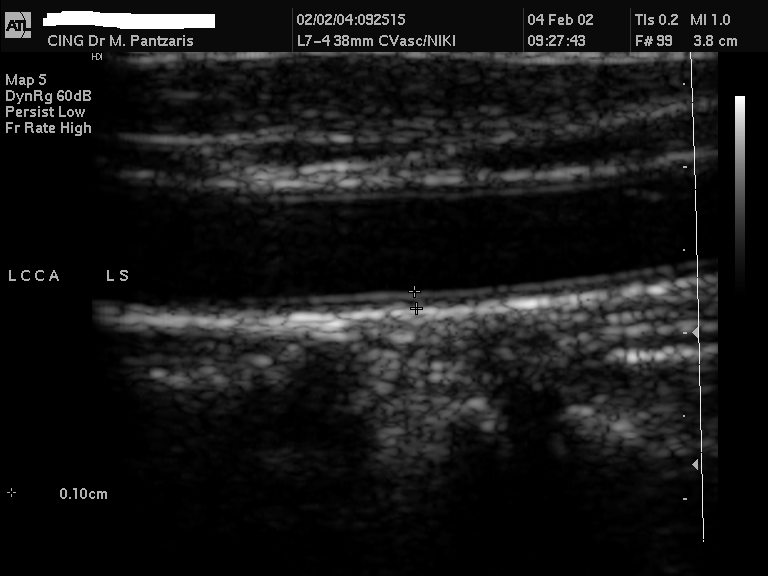 ATL
02/02/04:092515
04 Feb 02
TIs 0.2 MI 1.0
CING Dr M. Pantzaris
L7-4 38mm CVasc/NIKI
09:27:43
F# 99
3.8 cm
HDI
Map 5
DynRg 60dB
Persist Low
Fr Rate High
LCCA LS
0.10cm